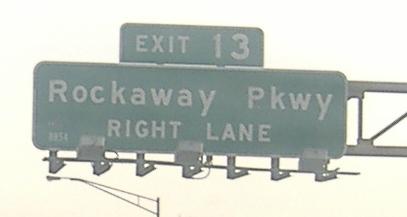 EXIT 13
Rockaway Pkwy
RIGHT LANE